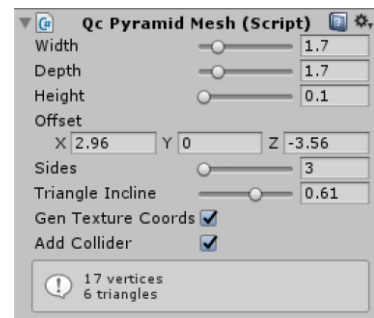 Qc Pyramid Mesh (Script)
Width 1.7
Depth 1.7
Height 0.1
Offset
X 2.96 Y 0 Z -3.56
Sides 3
Triangle Incline 0.61
Gen Texture Coords
Add Collider
17 vertices
6 triangles